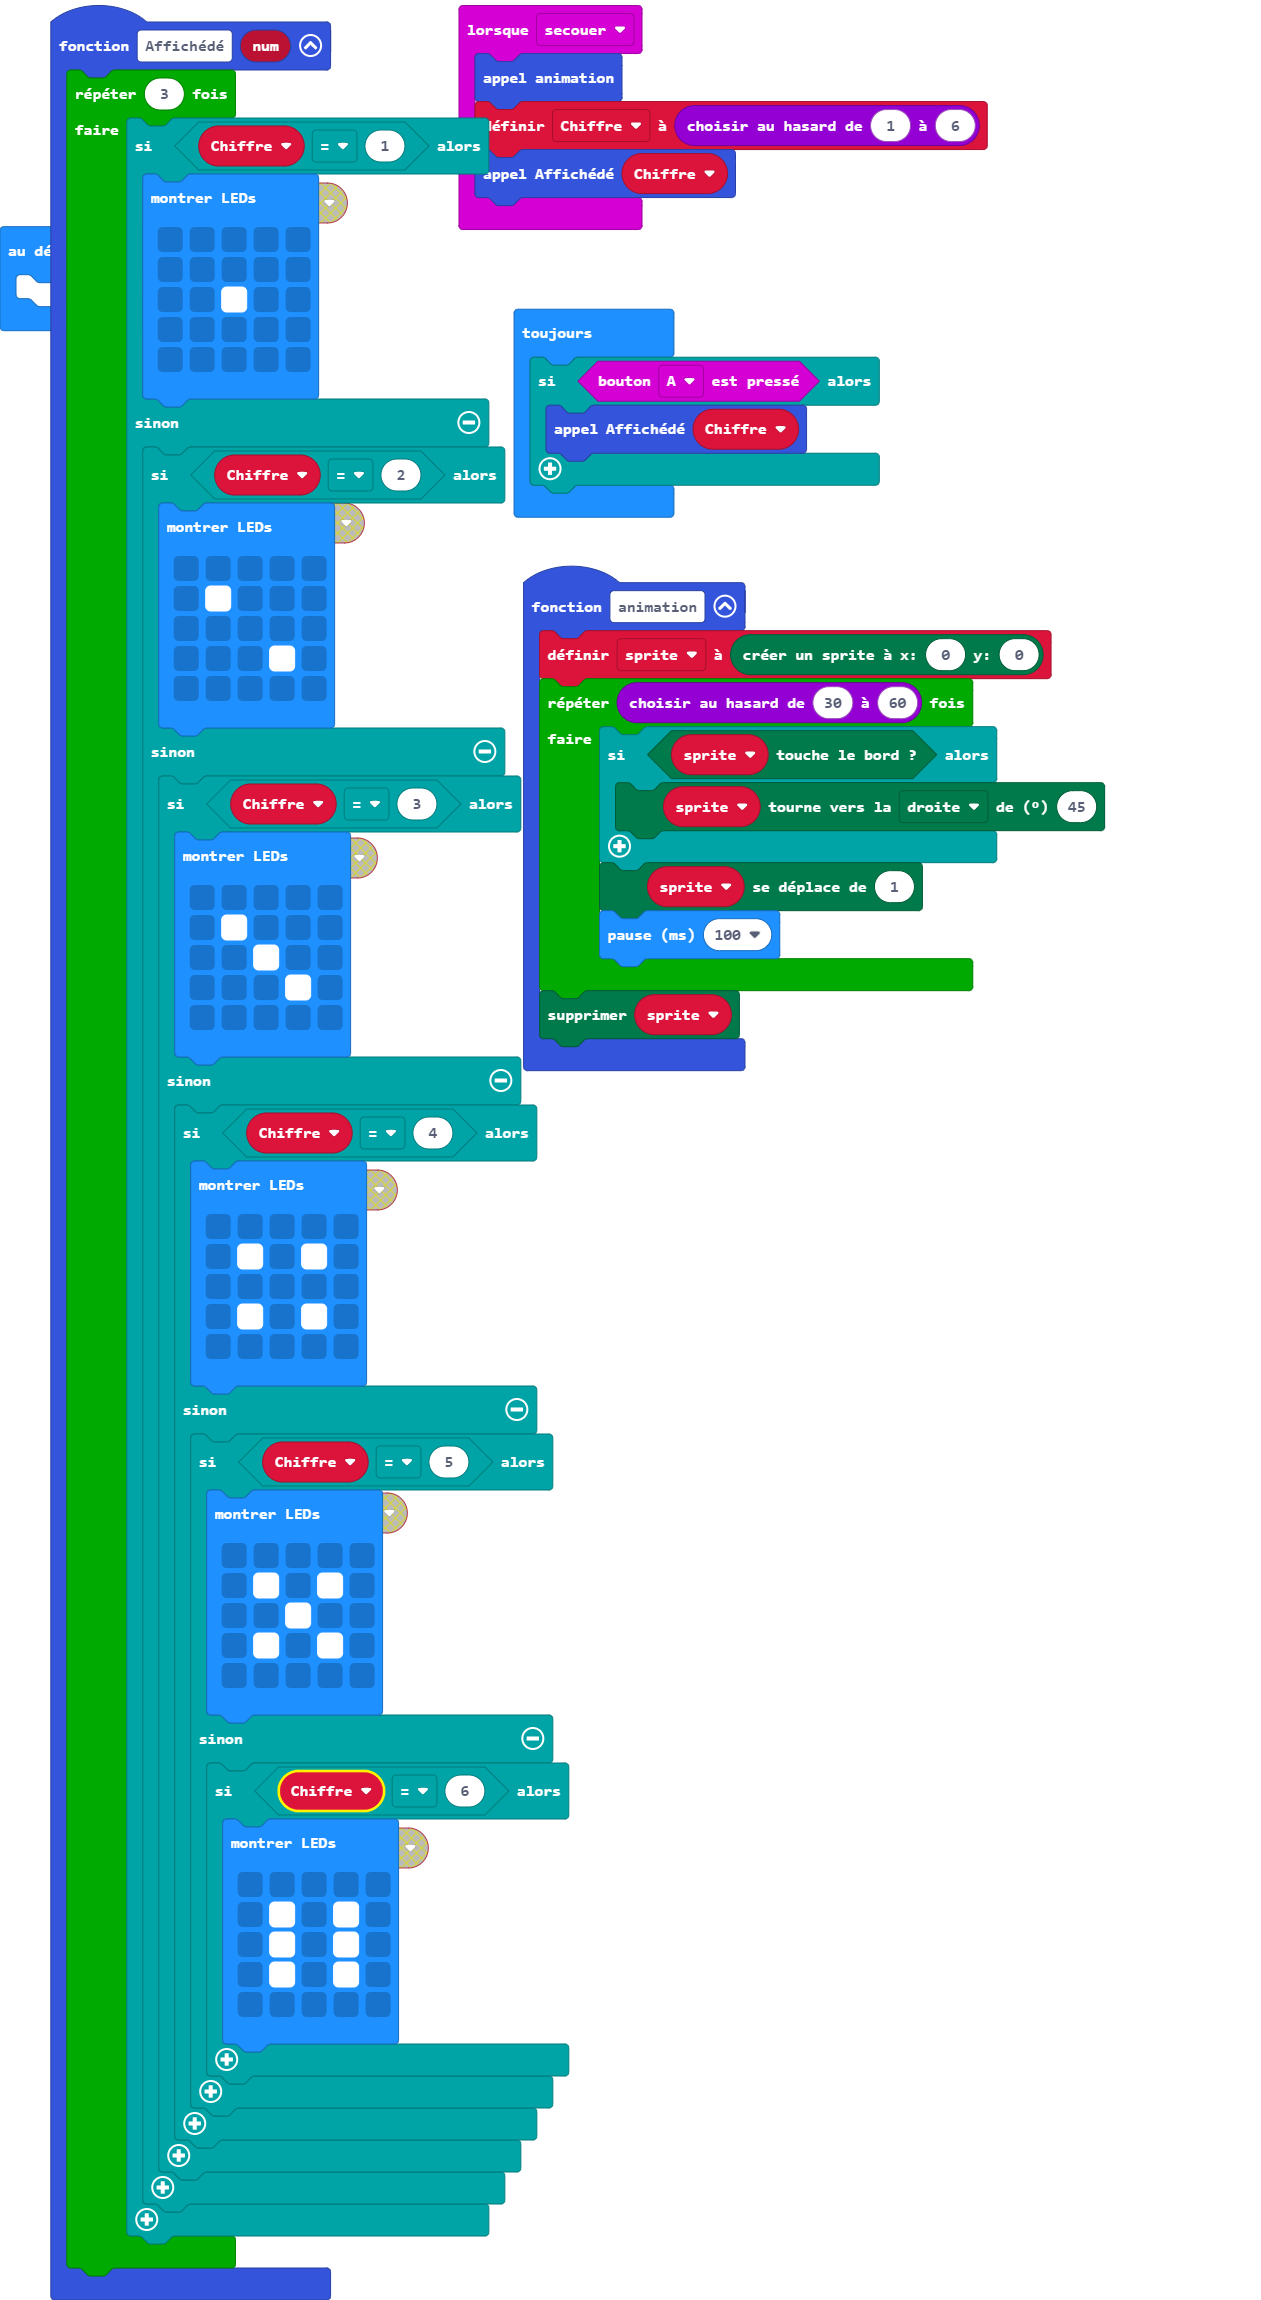 fonction Affichédé num
répéter 3 fois
faire
si Chiffre = 1 alors
montrer LEDs
sinon
si Chiffre = 2 alors
montrer LEDs
sinon
si Chiffre = 3 alors
montrer LEDs
sinon
si Chiffre = 4 alors
montrer LEDs
sinon
si Chiffre = 5 alors
montrer LEDs
sinon
si Chiffre = 6 alors
montrer LEDs
au dé
lorsque secouer
appel animation
éfinir Chiffre à choisir au hasard de 1 à 6
appel Affichédé Chiffre
toujours
si bouton A est pressé alors
appel Affichédé Chiffre
fonction animation
définir sprite à créer un sprite à x: 0 y: 0
répéter choisir au hasard de 30 à 60 fois
faire
si sprite touche le bord ? alors
sprite tourne vers la droite de (º) 45
sprite se déplace de 1
pause (ms) 100
supprimer sprite